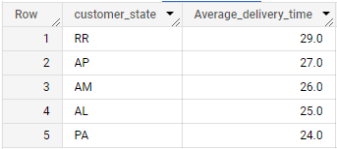 Row customer_state Average_delivery_time
1 RR 29.0
2 AP 27.0
3 AM 26.0
4 AL 25.0
5 PA 24.0